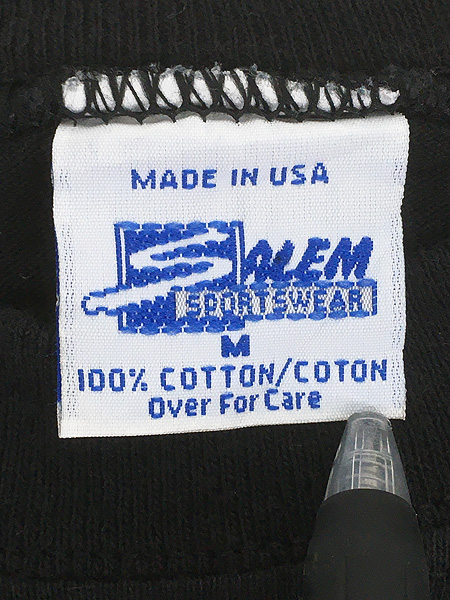 MADE IN USA
SALEM
SPORTSWEAR
M
100% COTTON/COTON
Over For Care